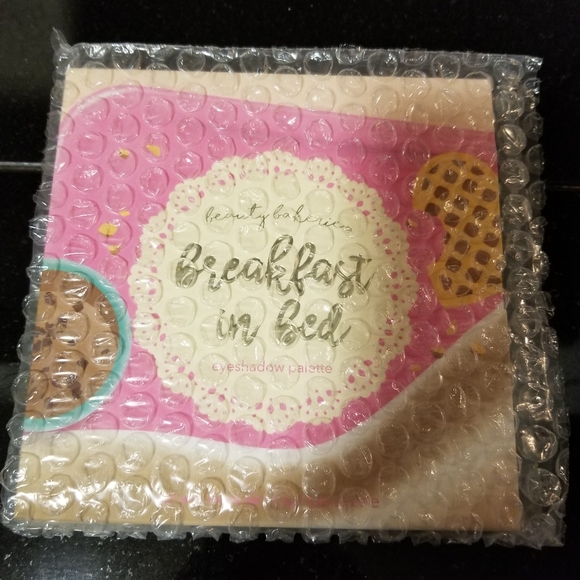 beauty bakerie
breakfast
in bed
eyeshadow palette